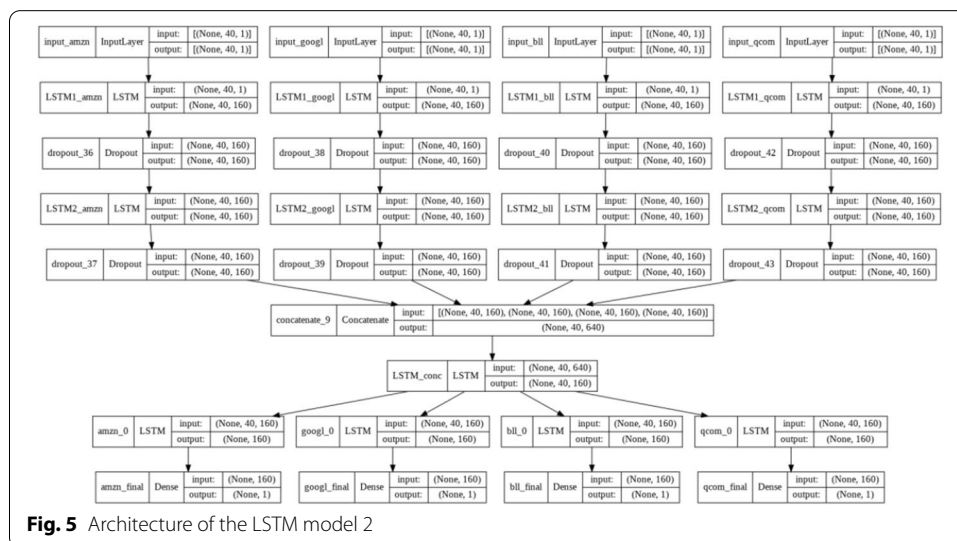 input_amzn InputLayer input: [(None, 40, 1)] output: [(None, 40, 1)]
input_googl InputLayer input: [(None, 40, 1)] output: [(None, 40, 1)]
input_bll InputLayer input: [(None, 40, 1)] output: [(None, 40, 1)]
input_qcom InputLayer input: [(None, 40, 1)] output: [(None, 40, 1)]
LSTM1_amzn LSTM input: (None, 40, 1) output: (None, 40, 160)
LSTM1_googl LSTM input: (None, 40, 1) output: (None, 40, 160)
LSTM1_bll LSTM input: (None, 40, 1) output: (None, 40, 160)
LSTM1_qcom LSTM input: (None, 40, 1) output: (None, 40, 160)
dropout_36 Dropout input: (None, 40, 160) output: (None, 40, 160)
dropout_38 Dropout input: (None, 40, 160) output: (None, 40, 160)
dropout_40 Dropout input: (None, 40, 160) output: (None, 40, 160)
dropout_42 Dropout input: (None, 40, 160) output: (None, 40, 160)
LSTM2_amzn LSTM input: (None, 40, 160) output: (None, 40, 160)
LSTM2_googl LSTM input: (None, 40, 160) output: (None, 40, 160)
LSTM2_bll LSTM input: (None, 40, 160) output: (None, 40, 160)
LSTM2_qcom LSTM input: (None, 40, 160) output: (None, 40, 160)
dropout_37 Dropout input: (None, 40, 160) output: (None, 40, 160)
dropout_39 Dropout input: (None, 40, 160) output: (None, 40, 160)
dropout_41 Dropout input: (None, 40, 160) output: (None, 40, 160)
dropout_43 Dropout input: (None, 40, 160) output: (None, 40, 160)
concatenate_9 Concatenate input: [(None, 40, 160), (None, 40, 160), (None, 40, 160), (None, 40, 160)] output: (None, 40, 640)
LSTM_conc LSTM input: (None, 40, 640) output: (None, 40, 160)
amzn_0 LSTM input: (None, 40, 160) output: (None, 160)
googl_0 LSTM input: (None, 40, 160) output: (None, 160)
bll_0 LSTM input: (None, 40, 160) output: (None, 160)
qcom_0 LSTM input: (None, 40, 160) output: (None, 160)
amzn_final Dense input: (None, 160) output: (None, 1)
googl_final Dense input: (None, 160) output: (None, 1)
bll_final Dense input: (None, 160) output: (None, 1)
qcom_final Dense input: (None, 160) output: (None, 1)
Fig. 5 Architecture of the LSTM model 2